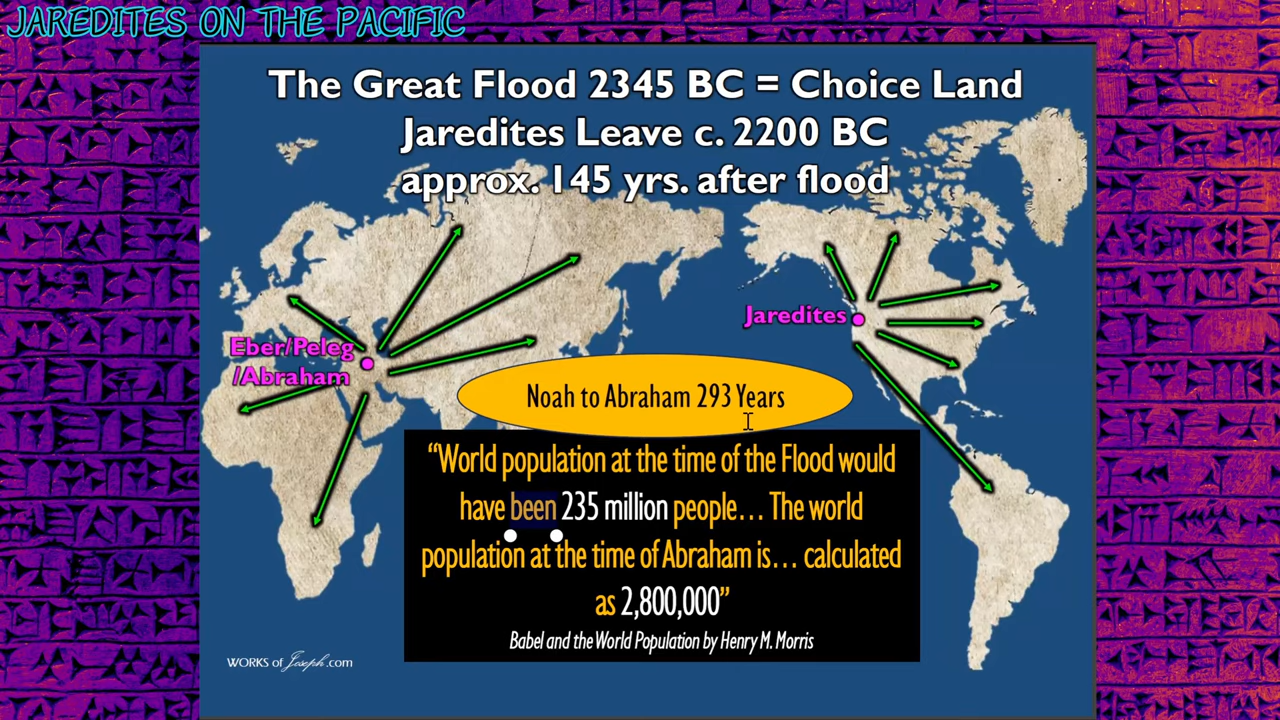 JAREDITES ON THE PACIFIC
The Great Flood 2345 BC = Choice Land
Jaredites Leave c. 2200 BC
approx. 145 yrs. after flood
Jaredites
Eber/Peleg
/Abraham
Noah to Abraham 293 Years
“World population at the time of the Flood would
have been 235 million people… The world
population at the time of Abraham is… calculated
as 2,800,000”
Babel and the World Population by Henry M. Morris
WORKS of Joseph.com